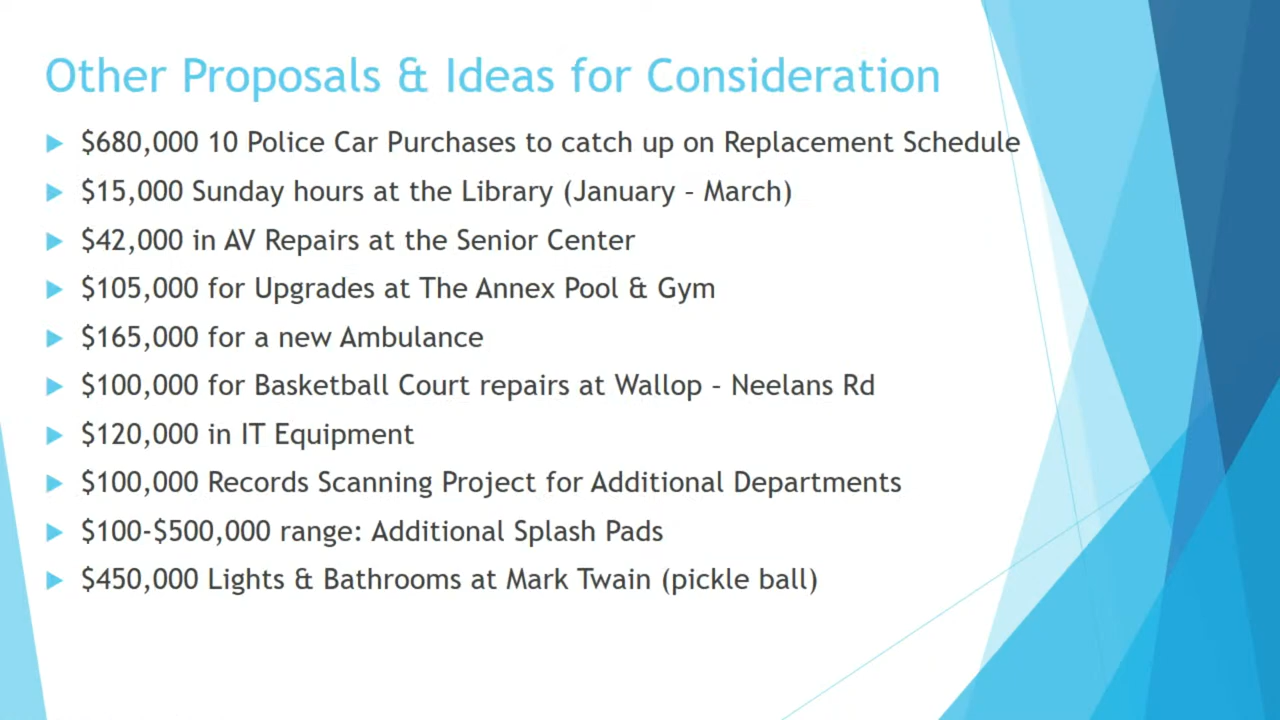 Other Proposals & Ideas for Consideration
$680,000 10 Police Car Purchases to catch up on Replacement Schedule
$15,000 Sunday hours at the Library (January – March)
$42,000 in AV Repairs at the Senior Center
$105,000 for Upgrades at The Annex Pool & Gym
$165,000 for a new Ambulance
$100,000 for Basketball Court repairs at Wallop – Neelans Rd
$120,000 in IT Equipment
$100,000 Records Scanning Project for Additional Departments
$100-$500,000 range: Additional Splash Pads
$450,000 Lights & Bathrooms at Mark Twain (pickle ball)